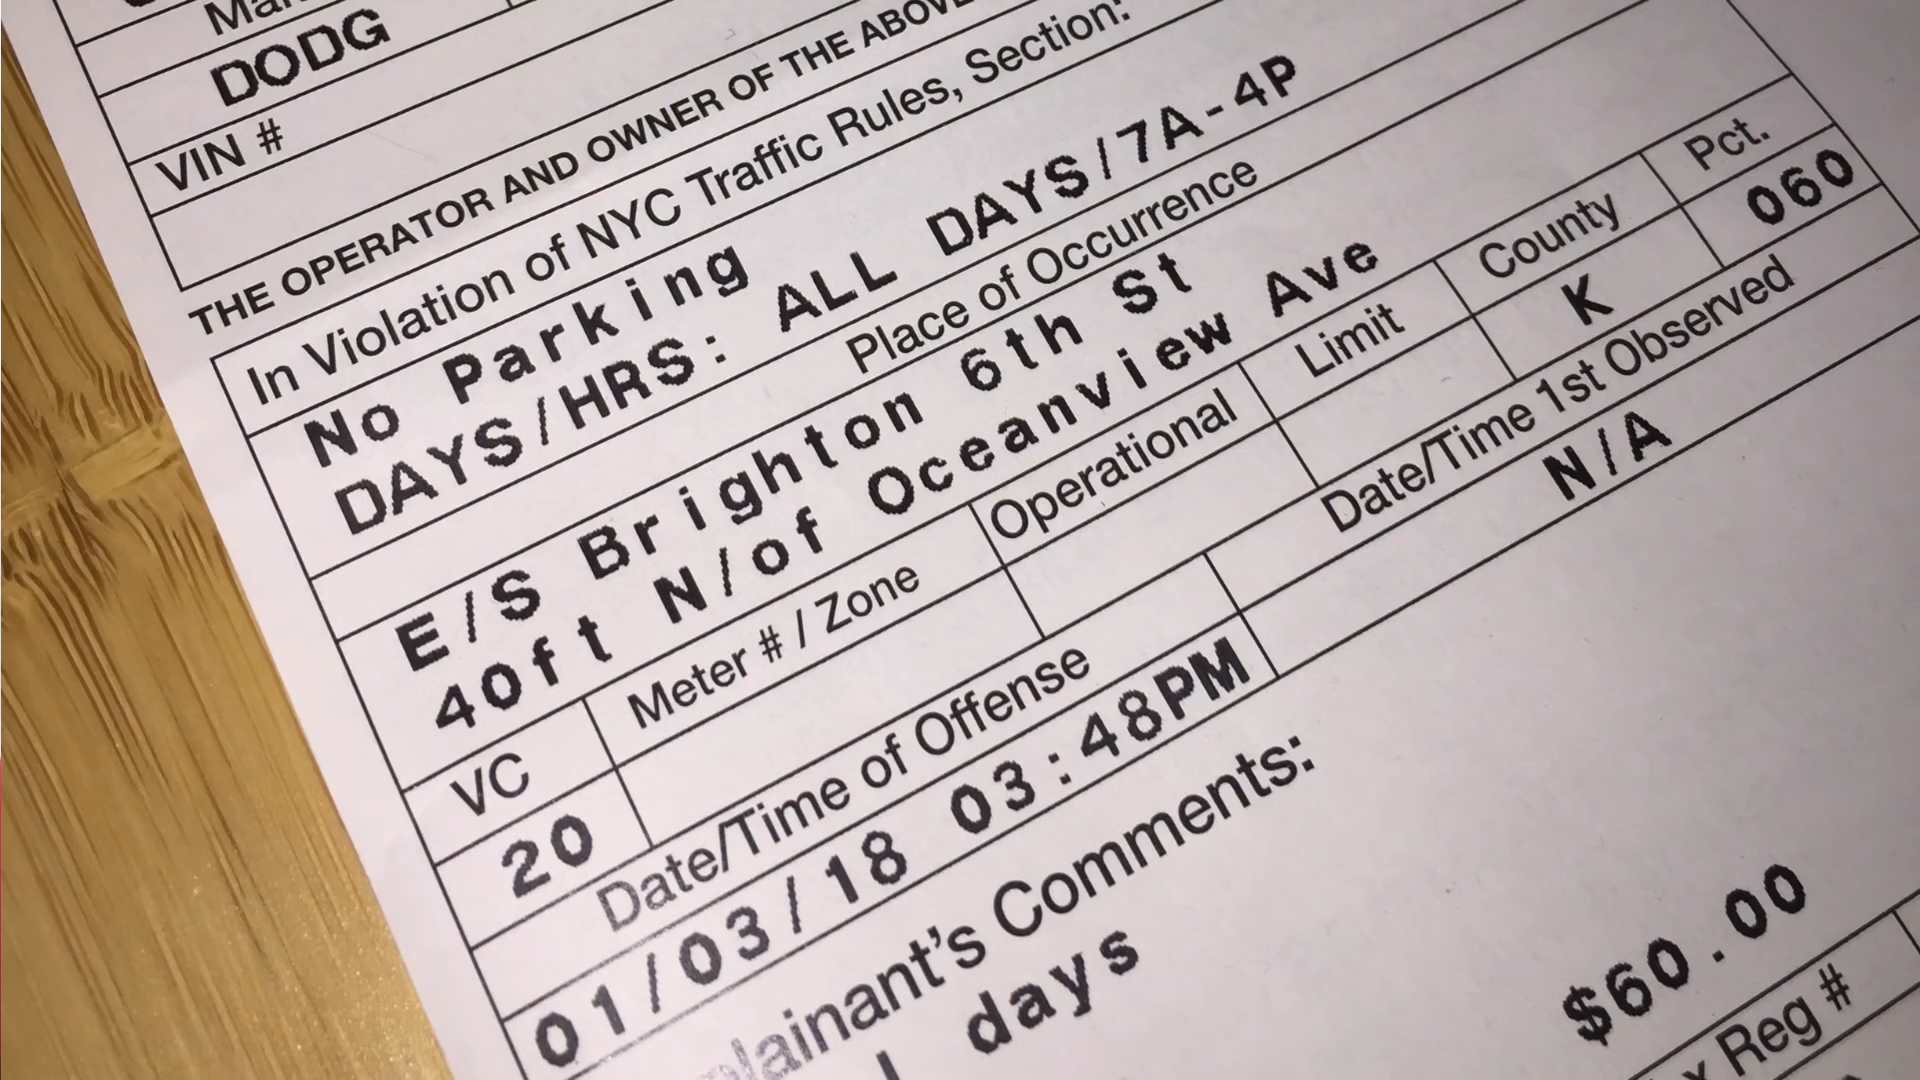 DODG
VIN #
THE OPERATOR AND OWNER OF THE ABOVE
In Violation of NYC Traffic Rules, Section:
No Parking
DAYS/HRS: ALL DAYS/7A-4P
Place of Occurrence
E/S Brighton 6th St
40ft N/of Oceanview Ave
VC Meter # / Zone Operational Limit County Pct.
20 K 060
Date/Time of Offense Date/Time 1st Observed
01/03/18 03:48PM N/A
plainant's Comments:
days
$60.00
Reg #